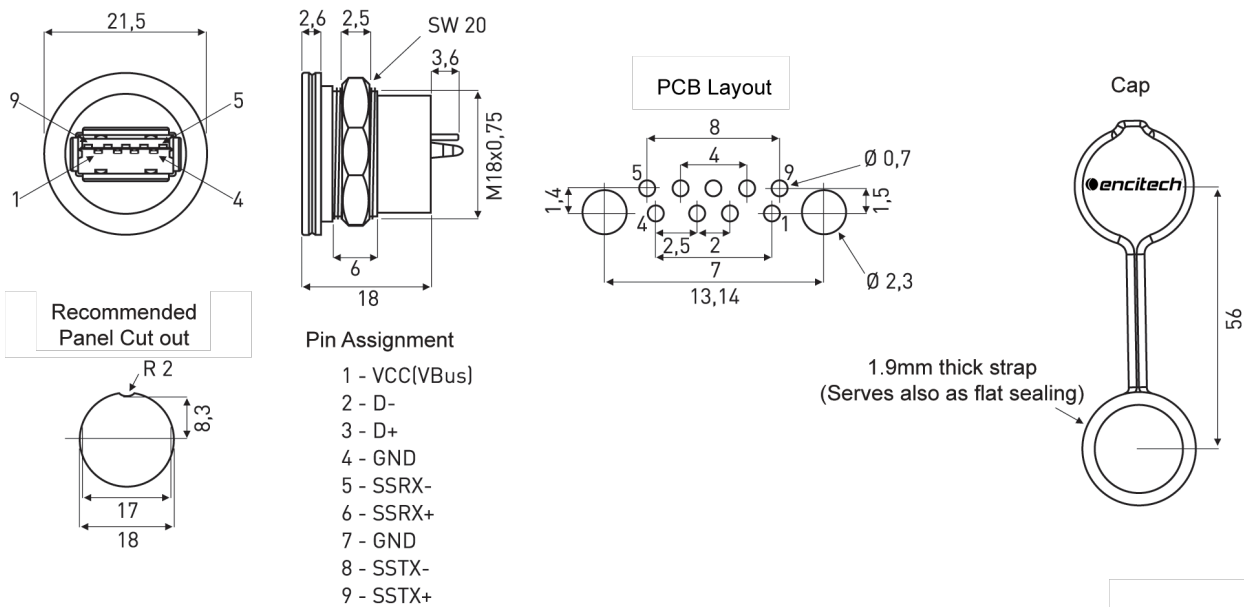 21,5
9
5
1
4
2,6
2,5
SW 20
3,6
M18x0,75
6
18
PCB Layout
8
4
5
9
Ø 0,7
1,4
1,5
4
1
2,5
2
7
13,14
Ø 2,3
Cap
encitech
56
1.9mm thick strap
(Serves also as flat sealing)
Recommended
Panel Cut out
R 2
8,3
17
18
Pin Assignment
1 - VCC(VBus)
2 - D-
3 - D+
4 - GND
5 - SSRX-
6 - SSRX+
7 - GND
8 - SSTX-
9 - SSTX+